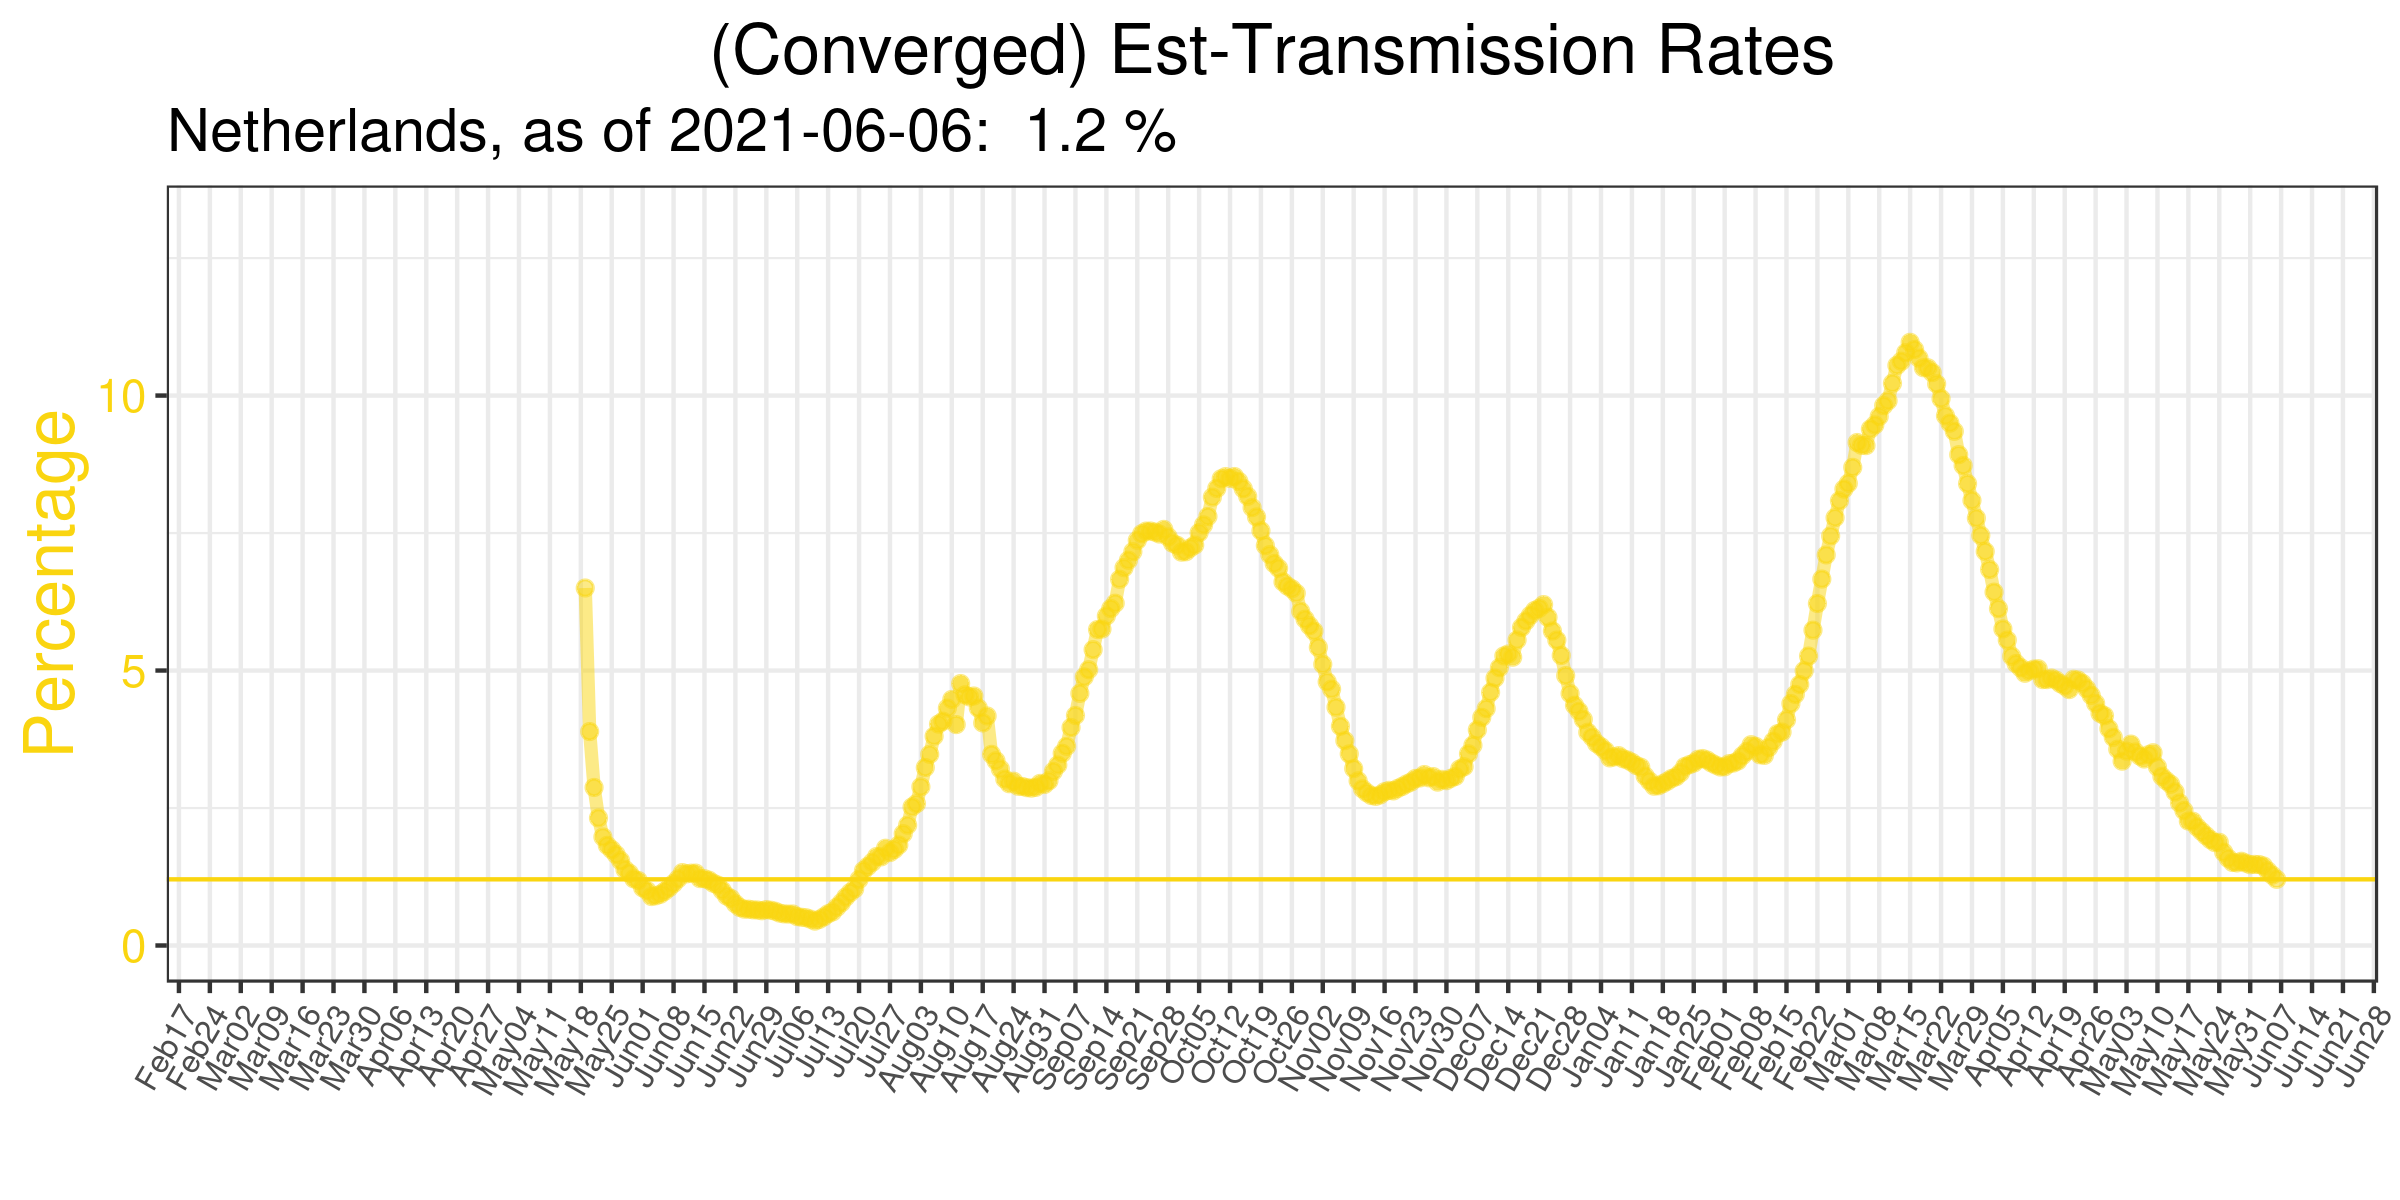 (Converged) Est-Transmission Rates
Netherlands, as of 2021-06-06: 1.2 %
Percentage
10
5
0
Feb17
Feb24
Mar02
Mar09
Mar16
Mar23
Mar30
Apr06
Apr13
Apr20
Apr27
May04
May11
May18
May25
Jun01
Jun08
Jun15
Jun22
Jun29
Jul06
Jul13
Jul20
Jul27
Aug03
Aug10
Aug17
Aug24
Aug31
Sep07
Sep14
Sep21
Sep28
Oct05
Oct12
Oct19
Oct26
Nov02
Nov09
Nov16
Nov23
Nov30
Dec07
Dec14
Dec21
Dec28
Jan04
Jan11
Jan18
Jan25
Feb01
Feb08
Feb15
Feb22
Mar01
Mar08
Mar15
Mar22
Mar29
Apr05
Apr12
Apr19
Apr26
May03
May10
May17
May24
May31
Jun07
Jun14
Jun21
Jun28